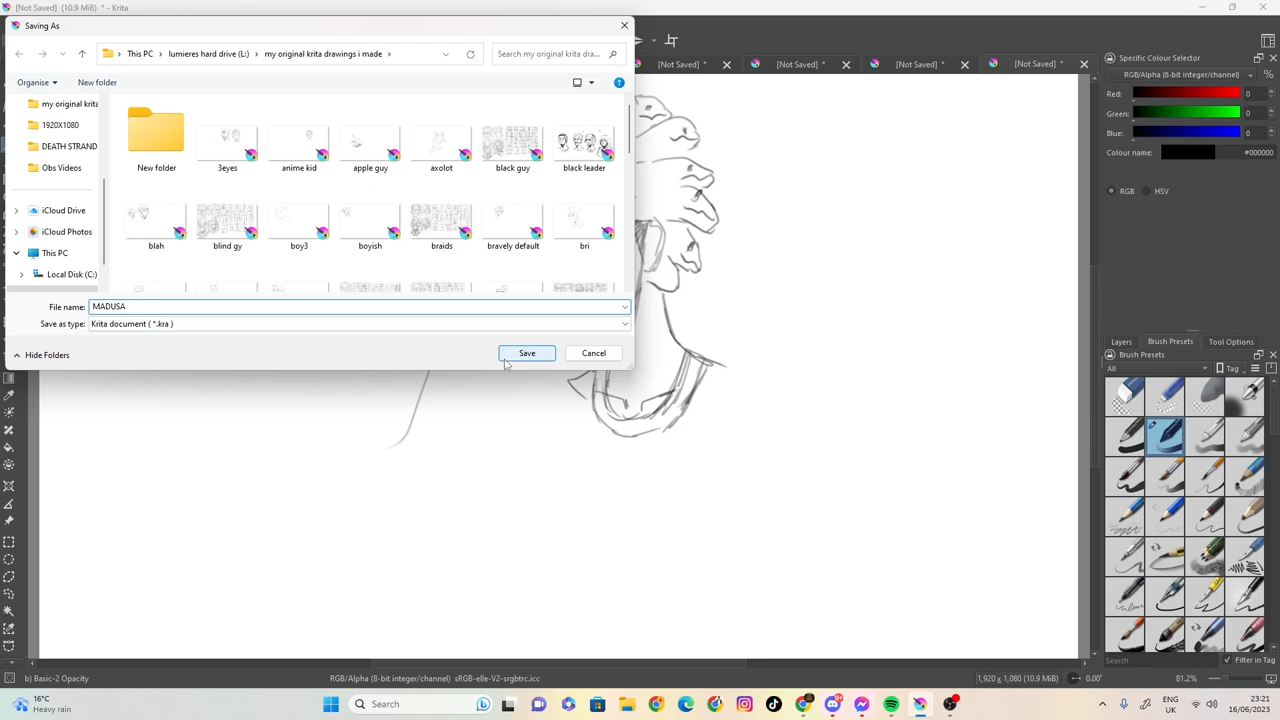 [Not Saved] (10.9 MiB) * - Krita
Saving As
This PC > lumieres hard drive (L:) > my original krita drawings i made >
Search my original krita dra...
Organise
New folder
my original krita
1920X1080
DEATH STRAND
Obs Videos
iCloud Drive
iCloud Photos
This PC
Local Disk (C:)
New folder
3eyes
anime kid
apple guy
axolot
black guy
black leader
blah
blind gy
boy3
boyish
braids
bravely default
bri
File name: MADUSA
Save as type: Krita document ( *.kra )
Hide Folders
Save
Cancel
[Not Saved] *
[Not Saved] *
[Not Saved] *
[Not Saved] *
Specific Colour Selector
RGB/Alpha (8-bit integer/channel)
%
Red: 0
Green: 0
Blue: 0
Colour name: #000000
RGB
HSV
Layers
Brush Presets
Tool Options
Brush Presets
All
Tag
Search
Filter in Tag
b) Basic-2 Opacity
RGB/Alpha (8-bit integer/channel) sRGB-elle-V2-srgbtrc.icc
1,920 x 1,080 (10.9 MiB)
0.00°
81.2%
16°C
Heavy rain
Search
ENG
UK
23:21
16/06/2023